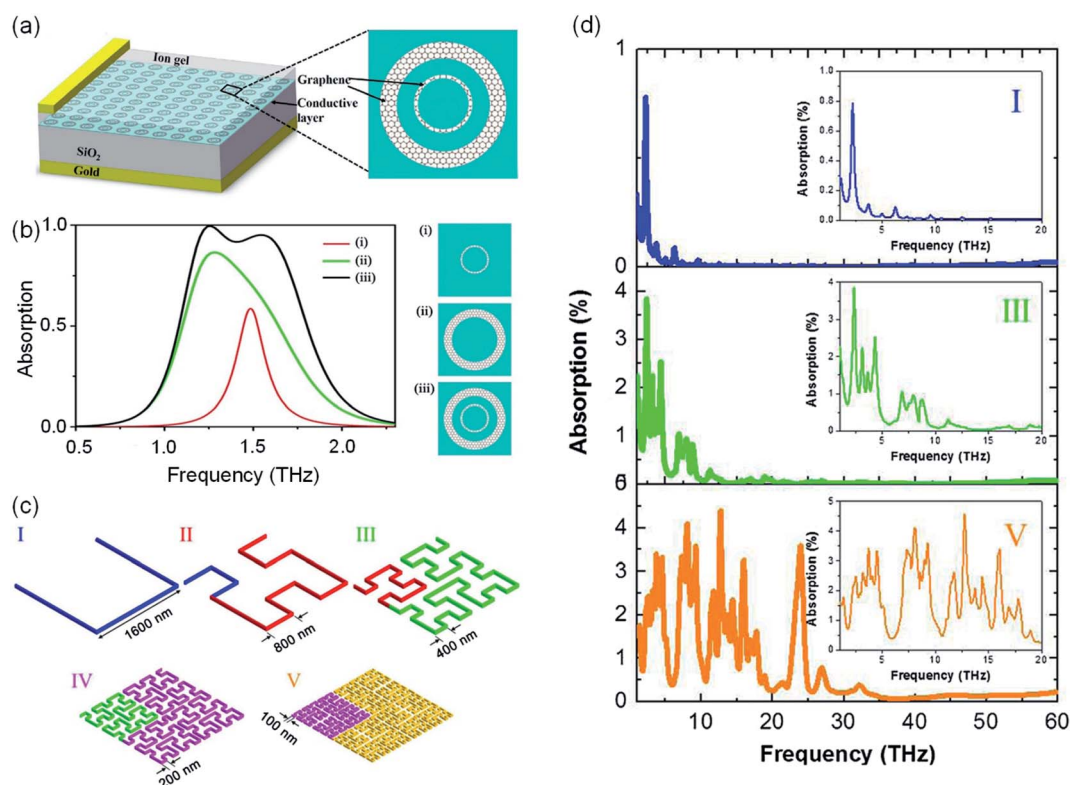 (a)
Ion gel
Graphene
Conductive
layer
SiO2
Gold
(b)
1.0
0.5
0.0
0.5
1.0
1.5
2.0
Absorption
Frequency (THz)
(i)
(ii)
(iii)
(i)
(ii)
(iii)
(c)
I
II
III
1600 nm
800 nm
400 nm
IV
V
200 nm
100 nm
(d)
Absorption (%)
1
0
I
Absorption (%)
1.0
0.8
0.6
0.4
0.2
0.0
5
10
15
20
Frequency (THz)
5
4
3
2
1
0
III
Absorption (%)
4
3
2
1
0
5
10
15
20
Frequency (THz)
5
4
3
2
1
0
V
Absorption (%)
5
4
3
2
1
0
5
10
15
20
Frequency (THz)
10
20
30
40
50
60
Frequency (THz)